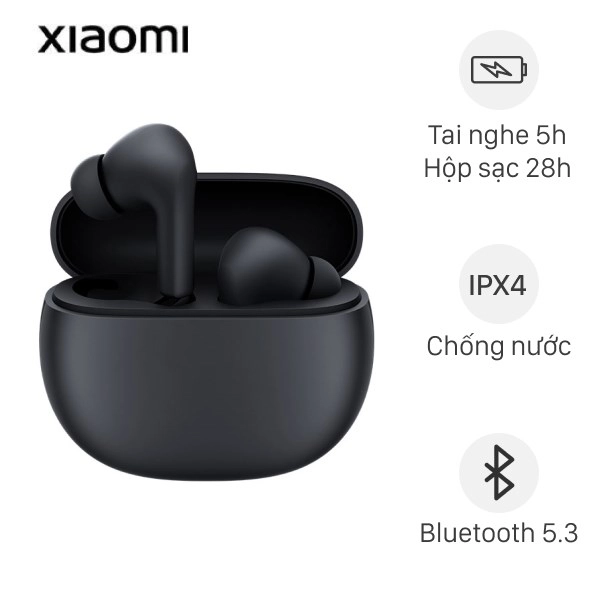 xiaomi
Tai nghe 5h
Hộp sạc 28h
IPX4
Chống nước
Bluetooth 5.3